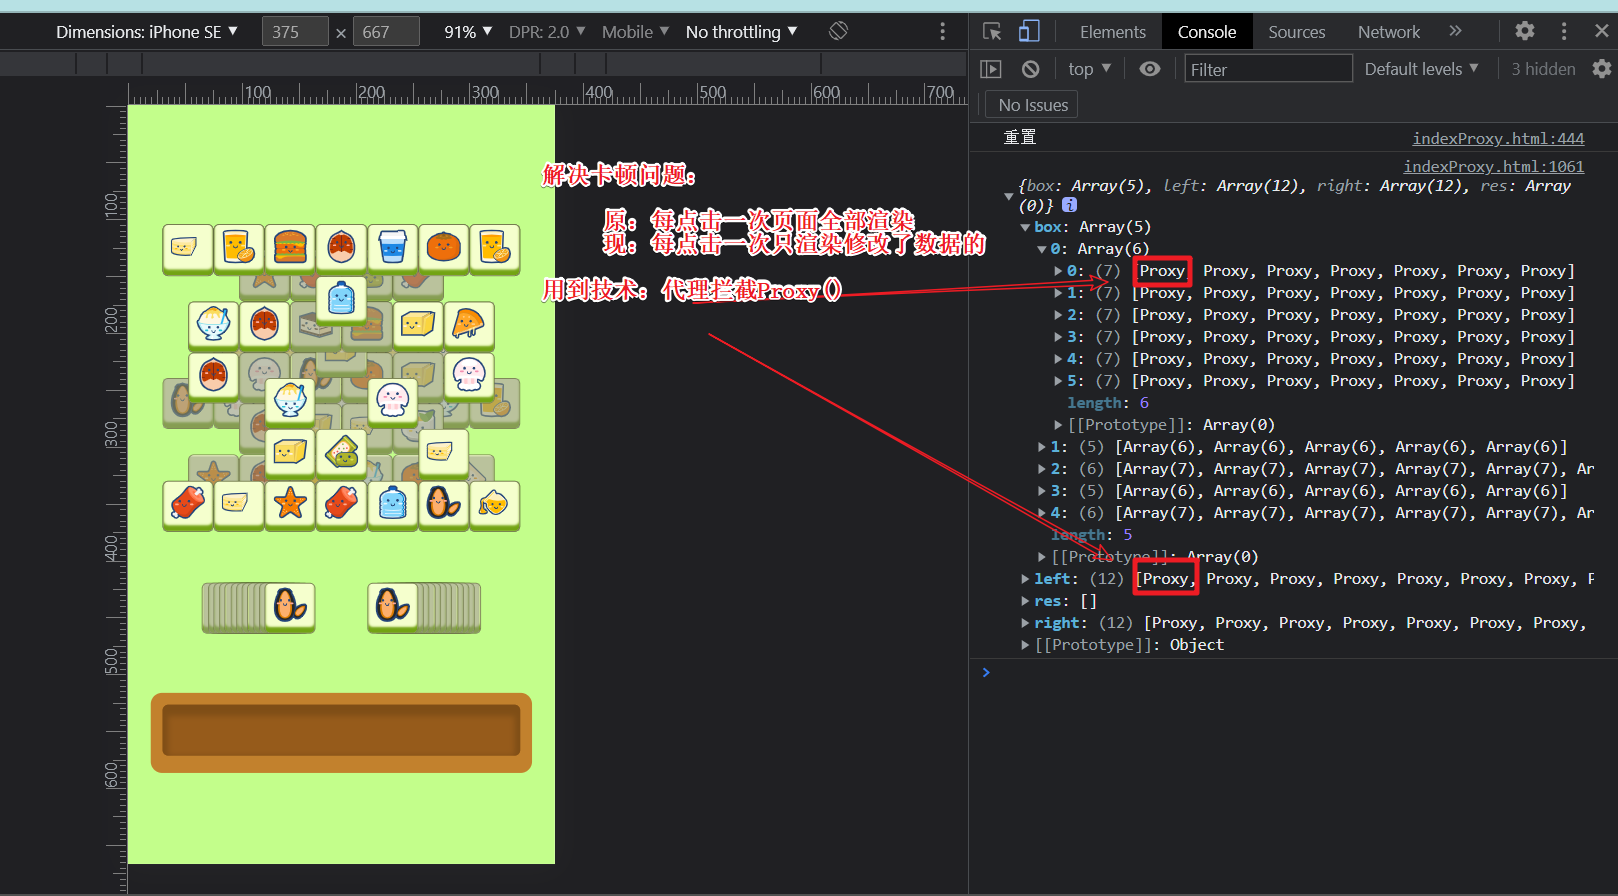 Dimensions: iPhone SE ▼ 375 × 667 91% ▼ DPR: 2.0 ▼ Mobile ▼ No throttling ▼
100 200 300 400 500 600 700
100
200
300
400
500
600
解决卡顿问题:
原: 每点击一次页面全部渲染
现: 每点击一次只渲染修改了数据的
用到技术: 代理拦截Proxy()
Elements Console Sources Network »
top ▼ Filter Default levels ▼ 3 hidden
No Issues
重置 indexProxy.html:444
indexProxy.html:1061
▼ {box: Array(5), left: Array(12), right: Array(12), res: Array
(0)} i
▼ box: Array(5)
▼ 0: Array(6)
▶ 0: (7) [Proxy, Proxy, Proxy, Proxy, Proxy, Proxy, Proxy]
▶ 1: (7) [Proxy, Proxy, Proxy, Proxy, Proxy, Proxy, Proxy]
▶ 2: (7) [Proxy, Proxy, Proxy, Proxy, Proxy, Proxy, Proxy]
▶ 3: (7) [Proxy, Proxy, Proxy, Proxy, Proxy, Proxy, Proxy]
▶ 4: (7) [Proxy, Proxy, Proxy, Proxy, Proxy, Proxy, Proxy]
▶ 5: (7) [Proxy, Proxy, Proxy, Proxy, Proxy, Proxy, Proxy]
length: 6
▶ [[Prototype]]: Array(0)
▶ 1: (5) [Array(6), Array(6), Array(6), Array(6), Array(6)]
▶ 2: (6) [Array(7), Array(7), Array(7), Array(7), Array(7), Ar
▶ 3: (5) [Array(6), Array(6), Array(6), Array(6), Array(6)]
▶ 4: (6) [Array(7), Array(7), Array(7), Array(7), Array(7), Ar
length: 5
▶ [[Prototype]]: Array(0)
▶ left: (12) [Proxy, Proxy, Proxy, Proxy, Proxy, Proxy, Proxy, P
▶ res: []
▶ right: (12) [Proxy, Proxy, Proxy, Proxy, Proxy, Proxy, Proxy,
▶ [[Prototype]]: Object